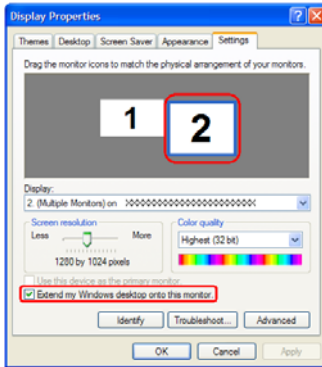 Display Properties
Themes Desktop Screen Saver Appearance Settings
Drag the monitor icons to match the physical arrangement of your monitors.
1 2
Display:
2. (Multiple Monitors) on XXXXXXXXXXXXXXXXXXXXXXXX
Screen resolution
Less More
1280 by 1024 pixels
Color quality
Highest (32 bit)
Use this device as the primary monitor.
Extend my Windows desktop onto this monitor.
Identify Troubleshoot... Advanced
OK Cancel Apply